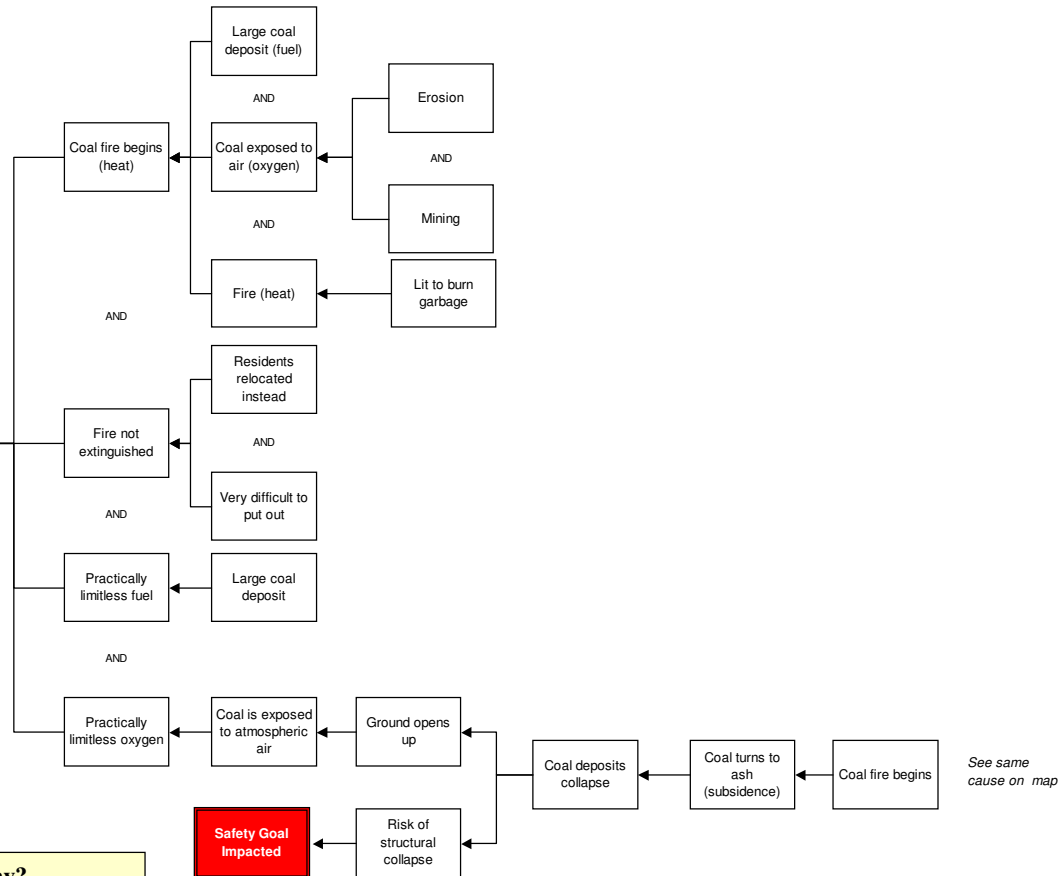 Large coal
deposit (fuel)
AND
Erosion
Coal fire begins
(heat)
Coal exposed to
air (oxygen)
AND
AND
Mining
Fire (heat)
Lit to burn
garbage
AND
Residents
relocated
instead
Fire not
extinguished
AND
Very difficult to
put out
AND
Practically
limitless fuel
Large coal
deposit
AND
Practically
limitless oxygen
Coal is exposed
to atmospheric
air
Ground opens
up
Coal deposits
collapse
Coal turns to
ash
(subsidence)
Coal fire begins
See same
cause on map
Safety Goal
Impacted
Risk of
structural
collapse